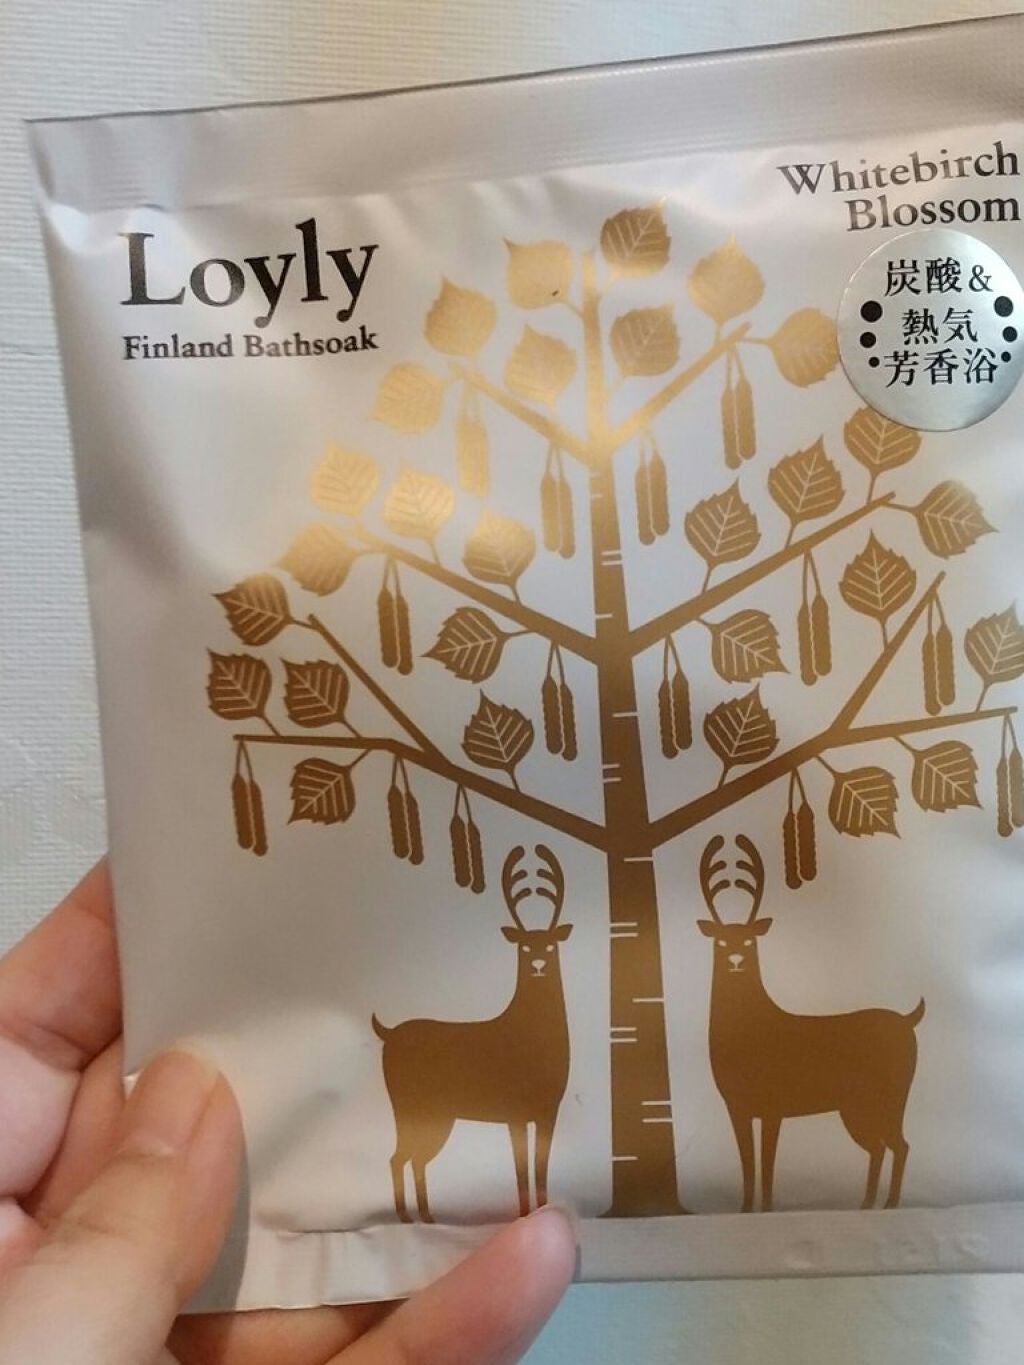 Loyly
Finland Bathsoak
Whitebirch
Blossom
炭酸&
熱気
芳香浴